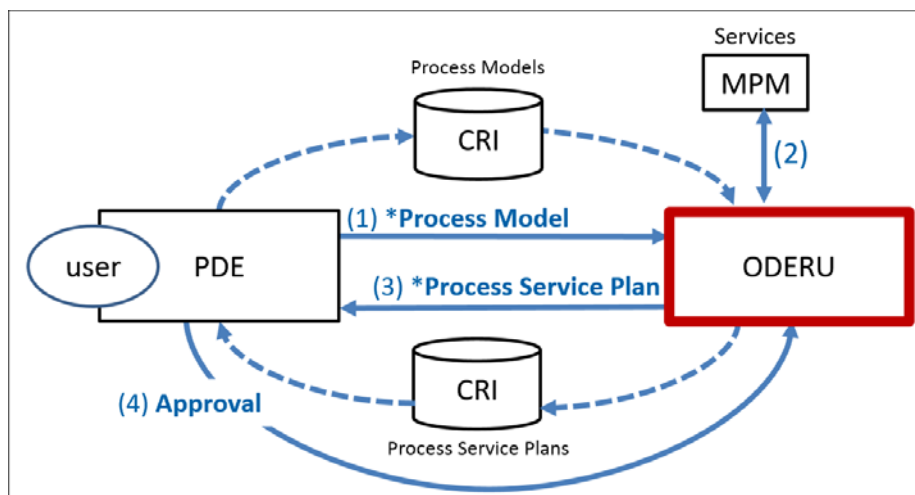 Services
Process Models
MPM
CRI
(2)
(1) *Process Model
user
PDE
ODERU
(3) *Process Service Plan
CRI
(4) Approval
Process Service Plans